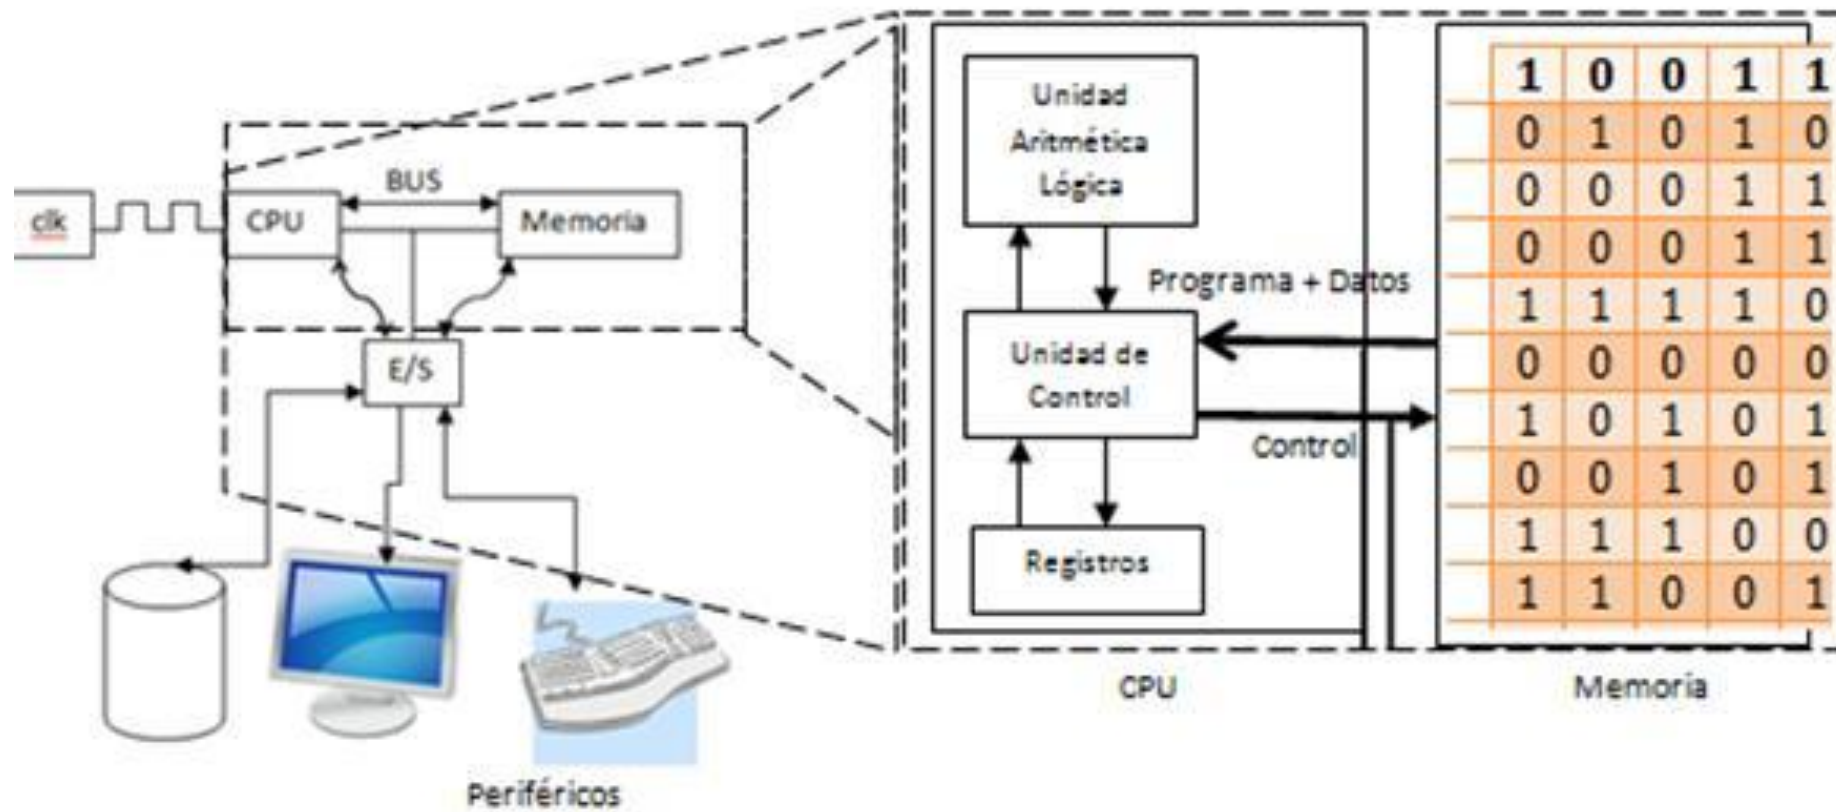 clk
CPU
BUS
Memoria
E/S
Periféricos
Unidad
Aritmética
Lógica
Programa + Datos
Unidad de
Control
Control
Registros
CPU
1 0 0 1 1
0 1 0 1 0
0 0 0 1 1
0 0 0 1 1
1 1 1 1 0
0 0 0 0 0
1 0 1 0 1
0 0 1 0 1
1 1 1 0 0
1 1 0 0 1
Memoria